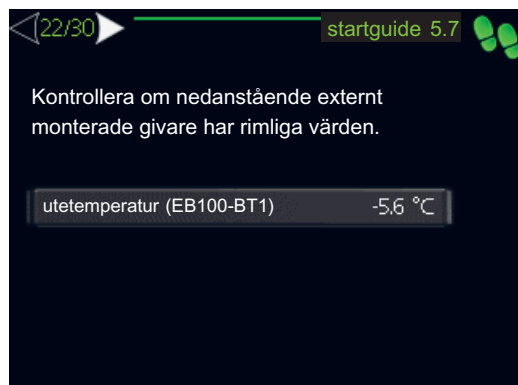 22/30
startguide 5.7
Kontrollera om nedanstående externt
monterade givare har rimliga värden.
utetemperatur (EB100-BT1) -5.6 °C